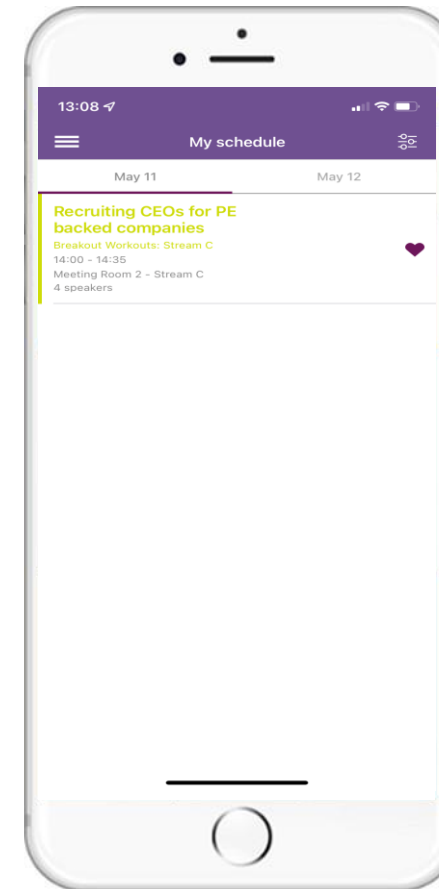 13:08
My schedule
May 11
May 12
Recruiting CEOs for PE
backed companies
Breakout Workouts: Stream C
14:00 - 14:35
Meeting Room 2 - Stream C
4 speakers